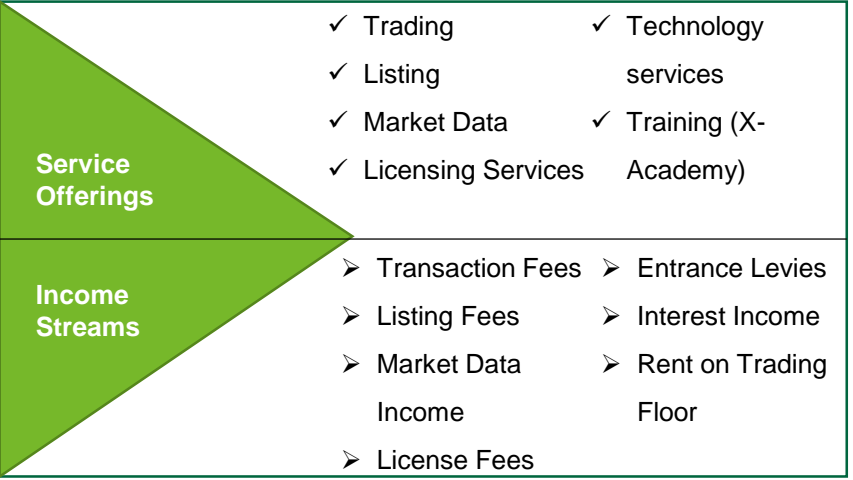 Service
Offerings
✓ Trading
✓ Listing
✓ Market Data
✓ Licensing Services
✓ Technology
services
✓ Training (X-
Academy)
Income
Streams
➢ Transaction Fees
➢ Listing Fees
➢ Market Data
Income
➢ License Fees
➢ Entrance Levies
➢ Interest Income
➢ Rent on Trading
Floor